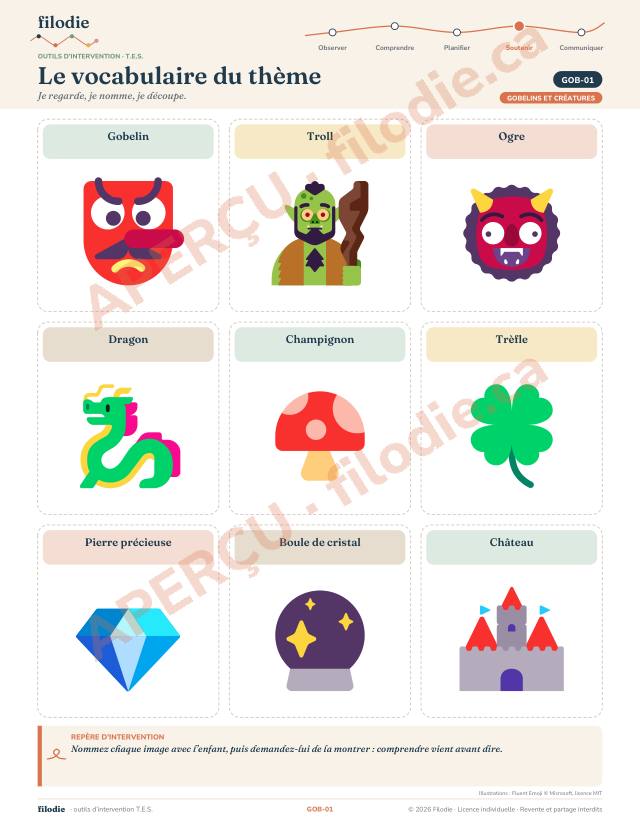 filodie
Observer Comprendre Planifier Soutenir Communiquer
OUTILS D'INTERVENTION · T.E.S.
Le vocabulaire du thème
GOB-01
Je regarde, je nomme, je découpe.
GOBELINS ET CRÉATURES
Gobelin Troll Ogre
APERÇU · filodie.ca
Dragon Champignon Trèfle
Pierre précieuse Boule de cristal Château
APERÇU · filodie.ca
REPÈRE D'INTERVENTION
Nommez chaque image avec l'enfant, puis demandez-lui de la montrer : comprendre vient avant dire.
Illustrations : Fluent Emoji © Microsoft, licence MIT
filodie · outils d'intervention T.E.S. GOB-01 © 2026 Filodie · Licence individuelle · Revente et partage interdits